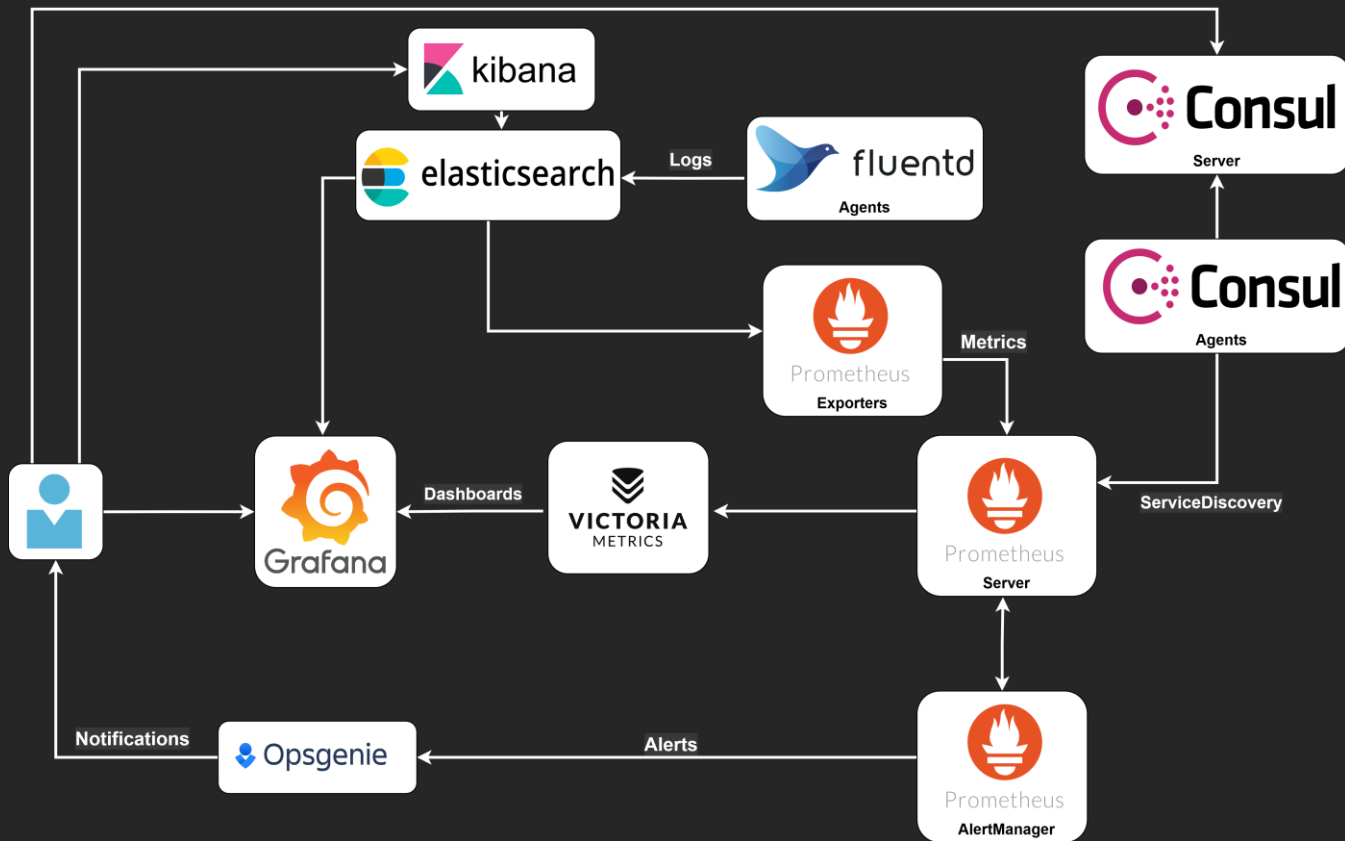 kibana
Consul
Server
elasticsearch
Logs
fluentd
Agents
Consul
Agents
Prometheus
Exporters
Metrics
ServiceDiscovery
Grafana
Dashboards
VICTORIA
METRICS
Prometheus
Server
Notifications
Opsgenie
Alerts
Prometheus
AlertManager